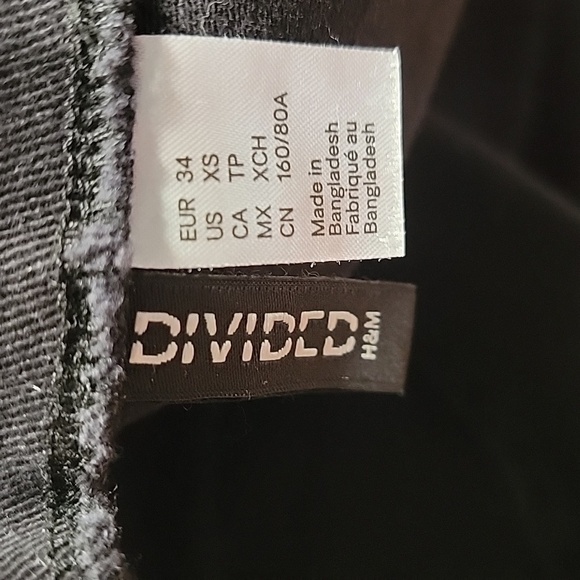 EUR 34
US XS
CA TP
MX XCH
CN 160/80A
Made in
Bangladesh
Fabriqué au
Bangladesh
DIVIDED
H&M